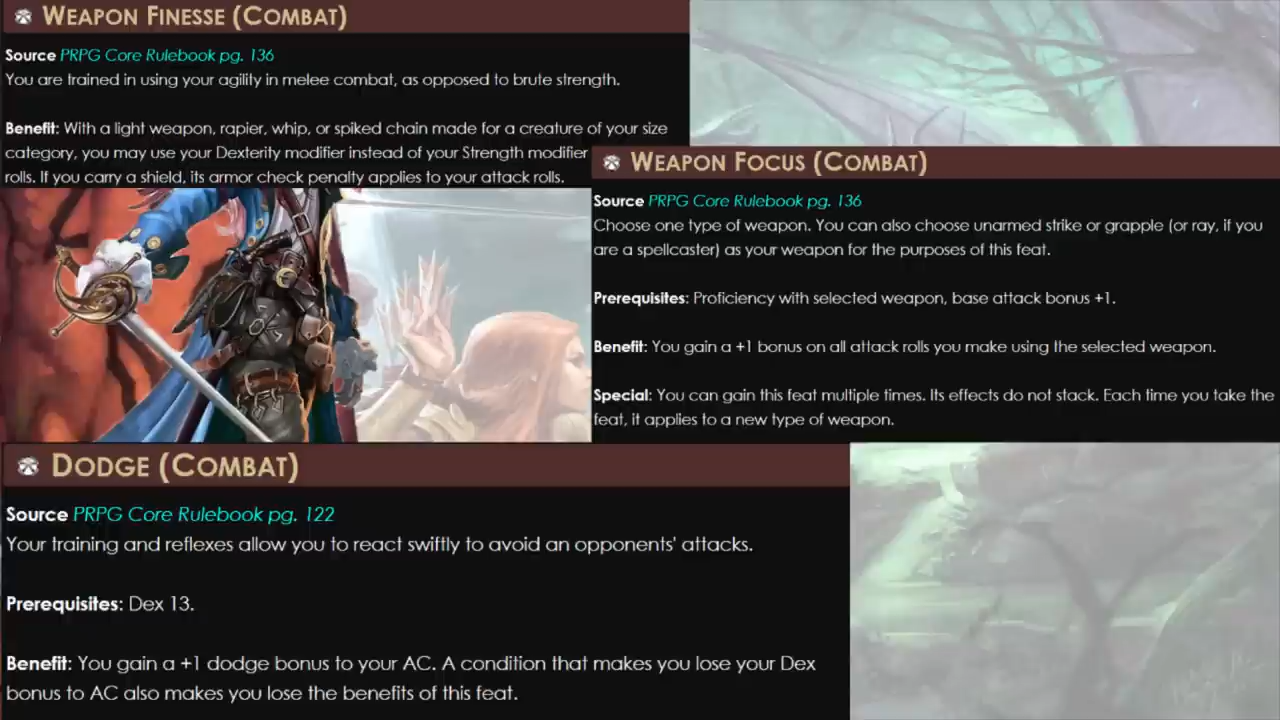 WEAPON FINESSE (COMBAT)
Source PRPG Core Rulebook pg. 136
You are trained in using your agility in melee combat, as opposed to brute strength.
Benefit: With a light weapon, rapier, whip, or spiked chain made for a creature of your size
category, you may use your Dexterity modifier instead of your Strength modifier
rolls. If you carry a shield, its armor check penalty applies to your attack rolls.
WEAPON FOCUS (COMBAT)
Source PRPG Core Rulebook pg. 136
Choose one type of weapon. You can also choose unarmed strike or grapple (or ray, if you
are a spellcaster) as your weapon for the purposes of this feat.
Prerequisites: Proficiency with selected weapon, base attack bonus +1.
Benefit: You gain a +1 bonus on all attack rolls you make using the selected weapon.
Special: You can gain this feat multiple times. Its effects do not stack. Each time you take the
feat, it applies to a new type of weapon.
DODGE (COMBAT)
Source PRPG Core Rulebook pg. 122
Your training and reflexes allow you to react swiftly to avoid an opponents' attacks.
Prerequisites: Dex 13.
Benefit: You gain a +1 dodge bonus to your AC. A condition that makes you lose your Dex
bonus to AC also makes you lose the benefits of this feat.